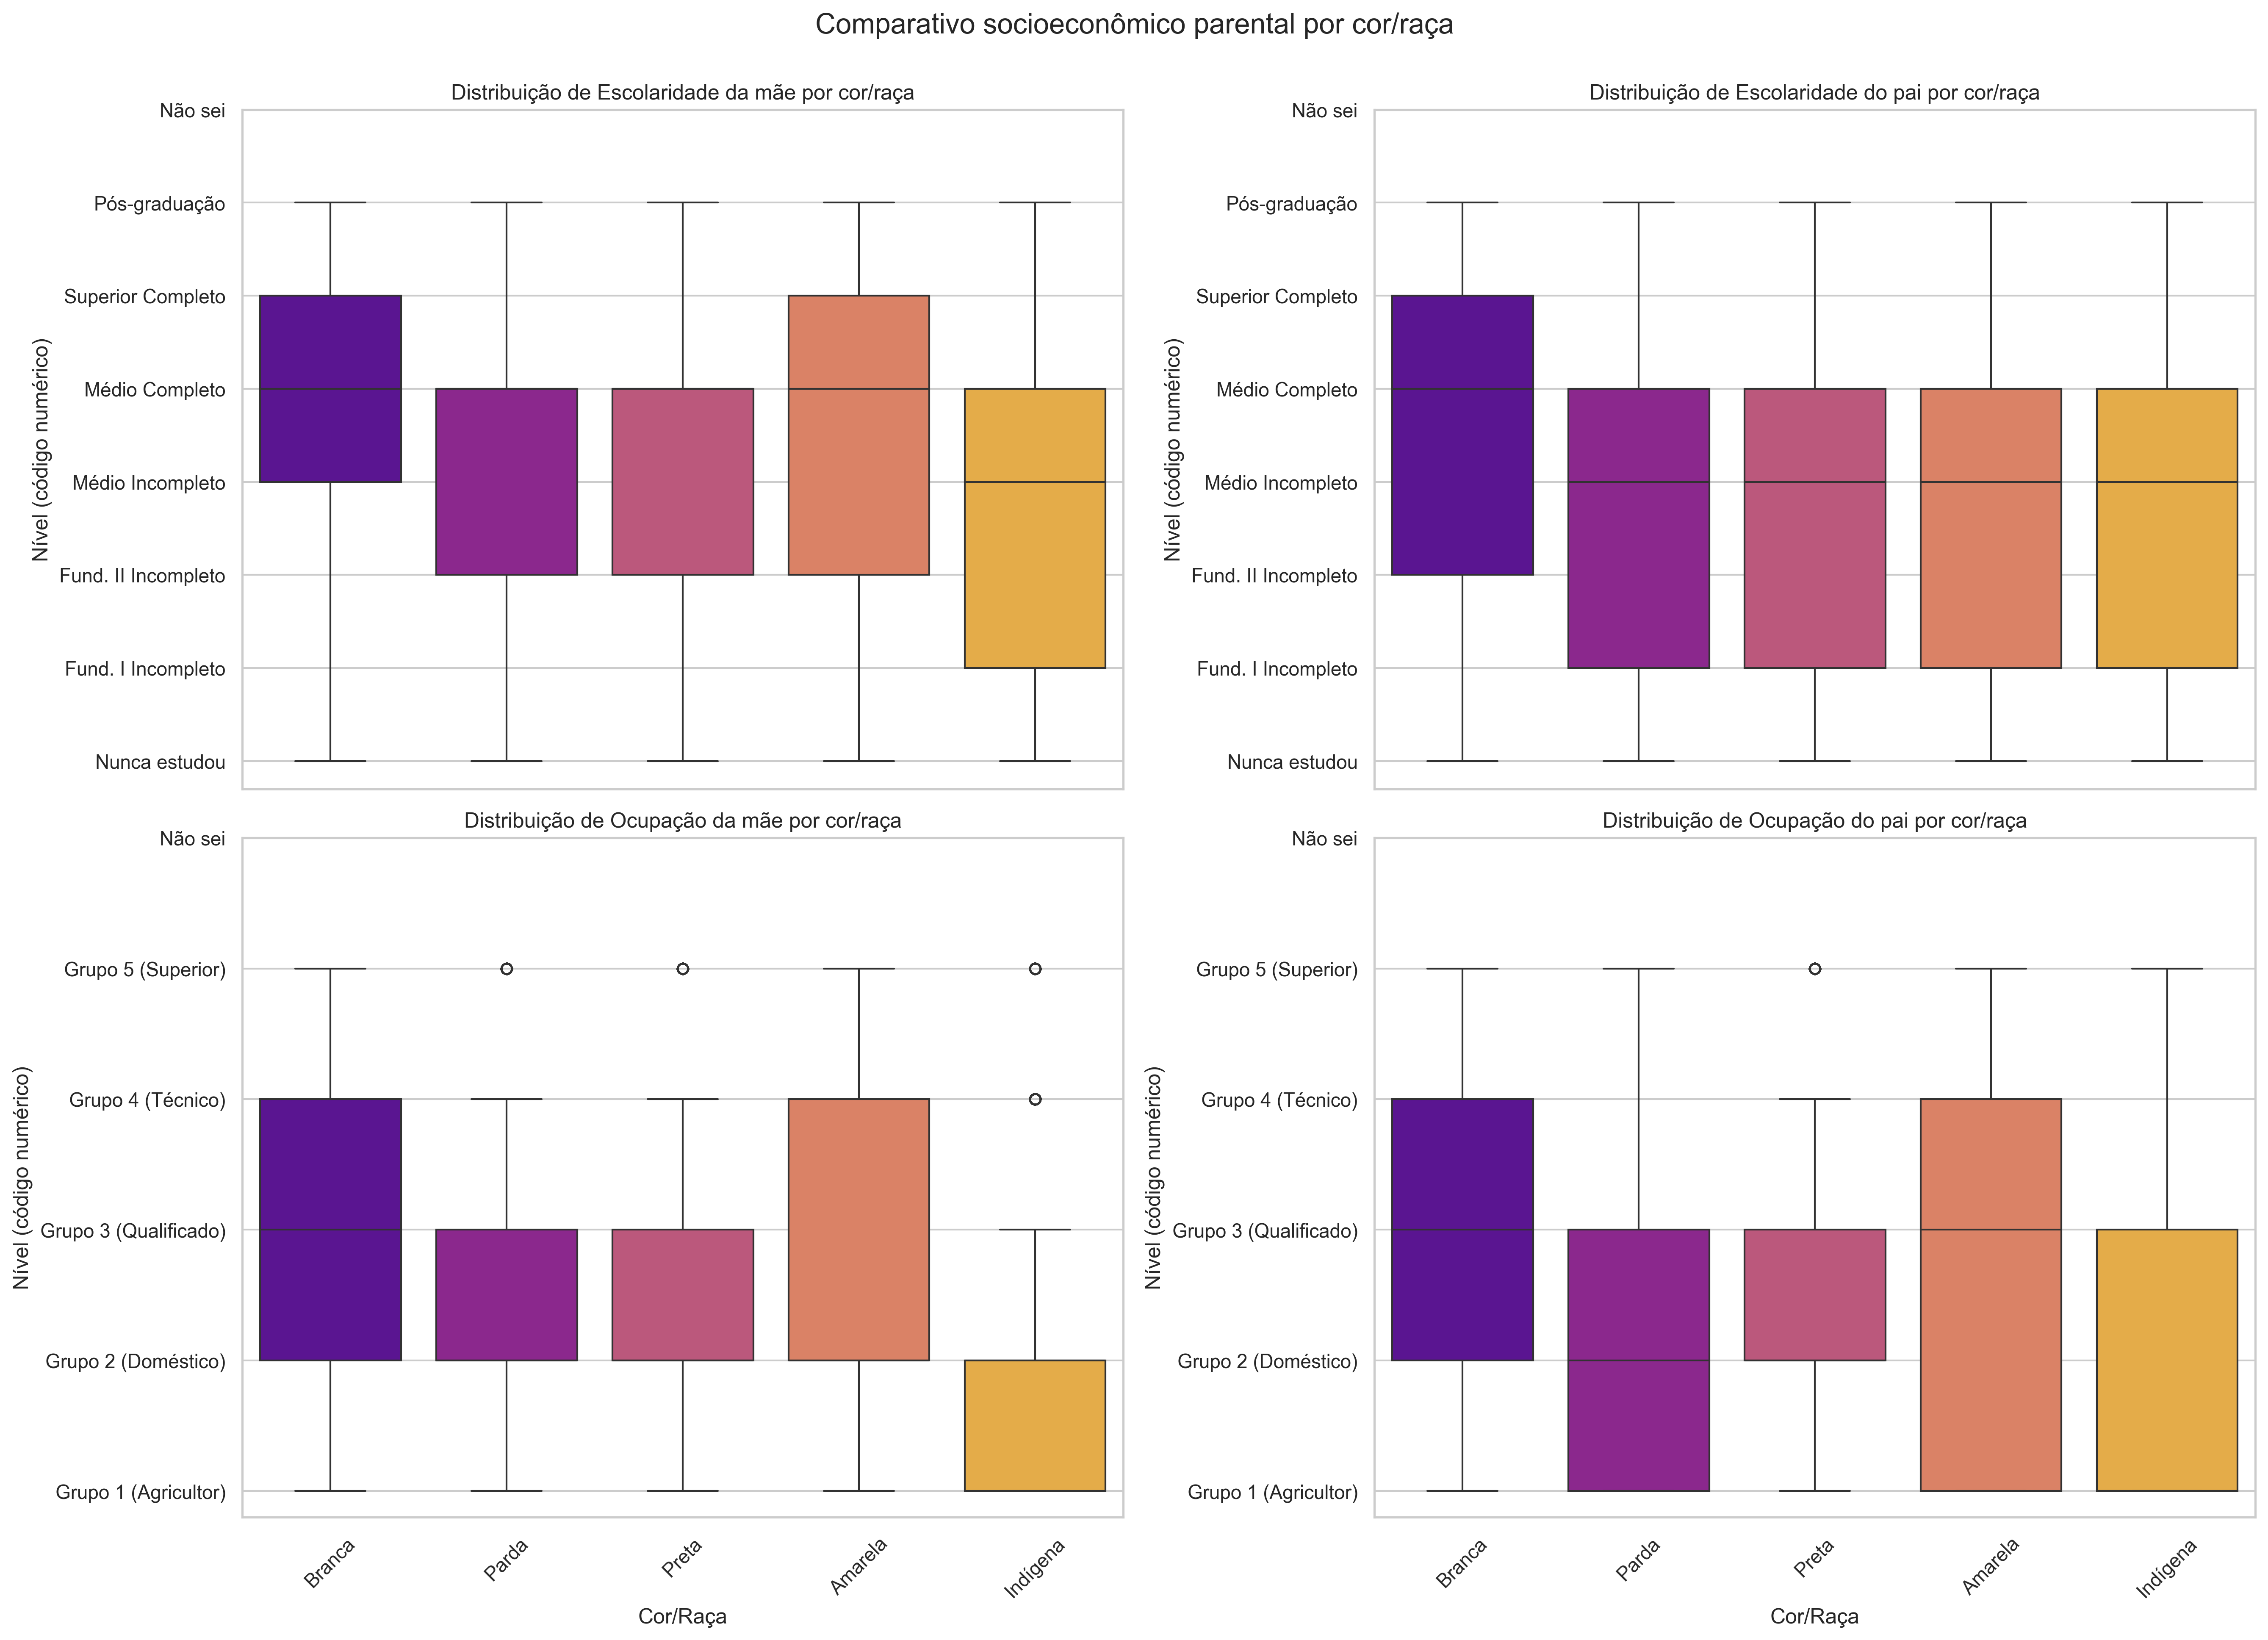 Comparativo socioeconômico parental por cor/raça
Distribuição de Escolaridade da mãe por cor/raça
Não sei
Pós-graduação
Superior Completo
Médio Completo
Médio Incompleto
Fund. II Incompleto
Fund. I Incompleto
Nunca estudou
Nível (código numérico)
Distribuição de Escolaridade do pai por cor/raça
Não sei
Pós-graduação
Superior Completo
Médio Completo
Médio Incompleto
Fund. II Incompleto
Fund. I Incompleto
Nunca estudou
Nível (código numérico)
Distribuição de Ocupação da mãe por cor/raça
Não sei
Grupo 5 (Superior)
Grupo 4 (Técnico)
Grupo 3 (Qualificado)
Grupo 2 (Doméstico)
Grupo 1 (Agricultor)
Nível (código numérico)
Branca
Parda
Preta
Amarela
Indígena
Cor/Raça
Distribuição de Ocupação do pai por cor/raça
Não sei
Grupo 5 (Superior)
Grupo 4 (Técnico)
Grupo 3 (Qualificado)
Grupo 2 (Doméstico)
Grupo 1 (Agricultor)
Nível (código numérico)
Branca
Parda
Preta
Amarela
Indígena
Cor/Raça